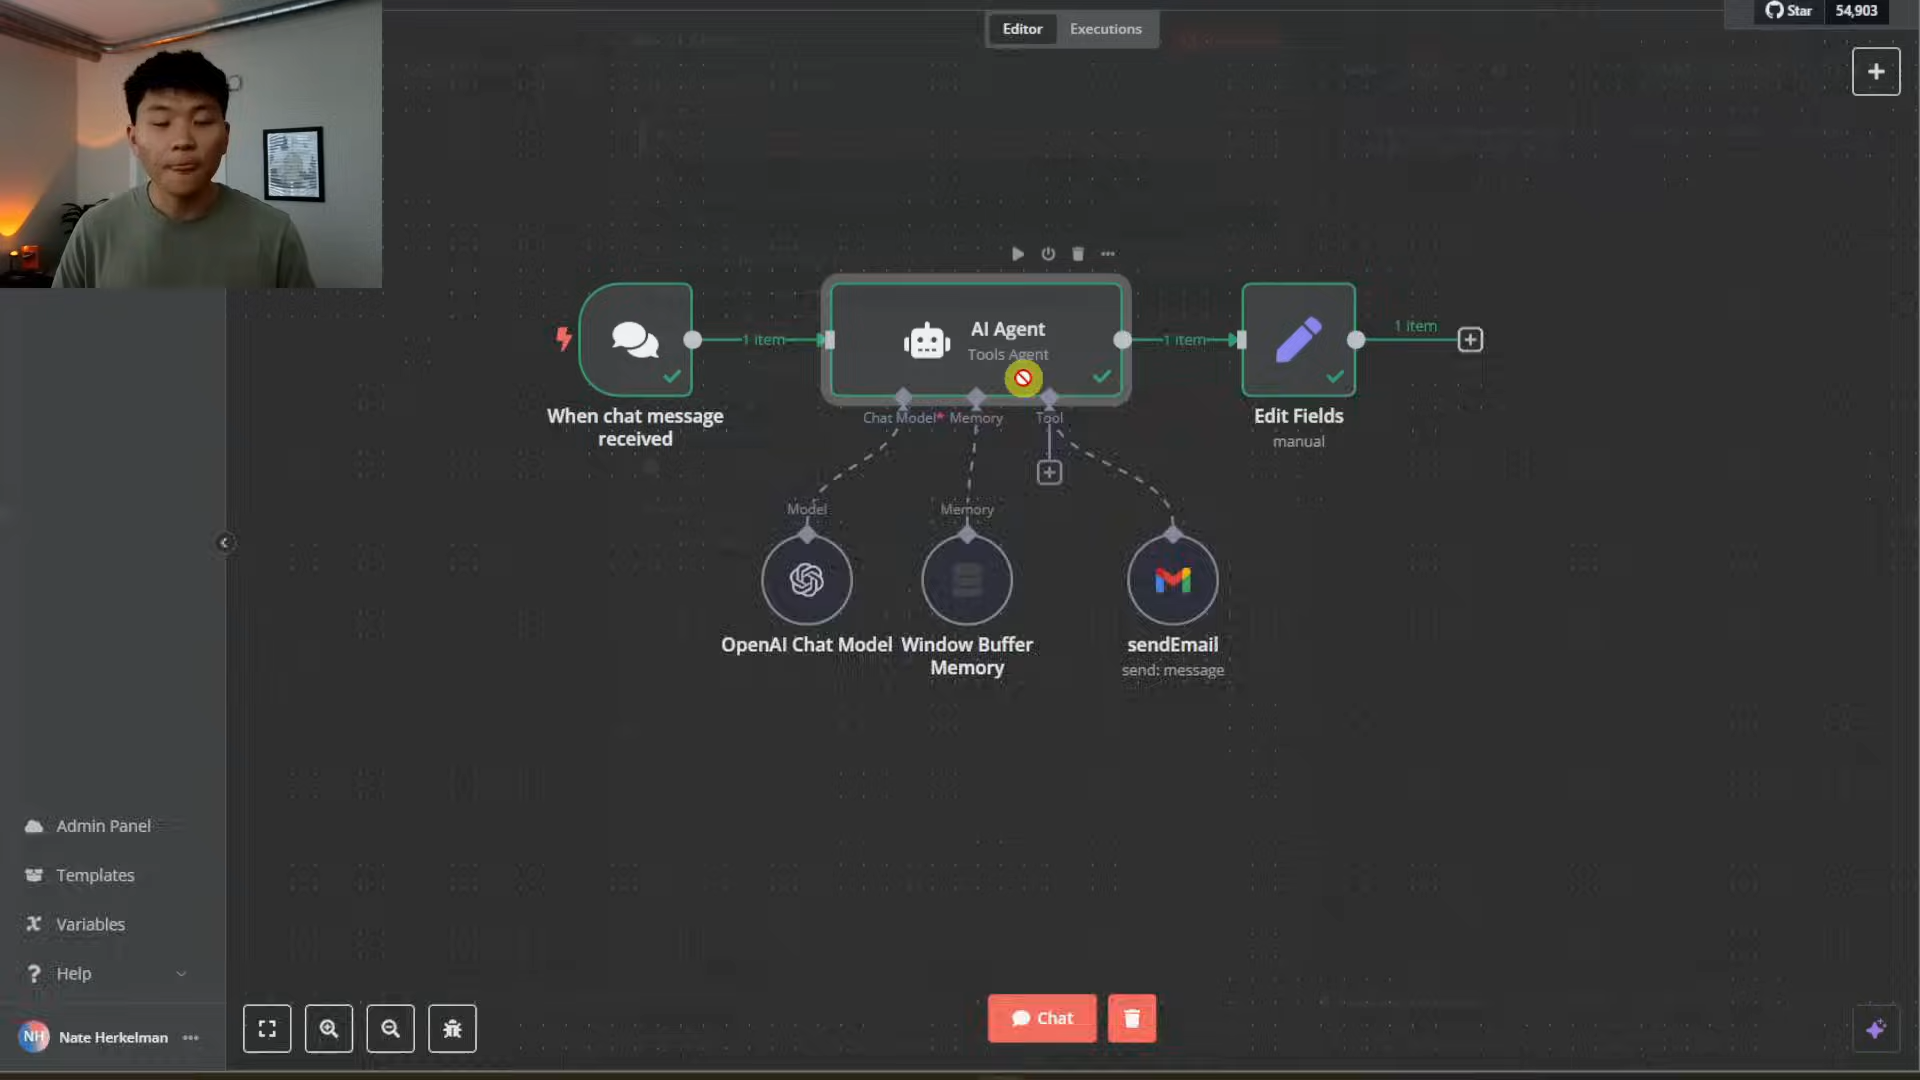 Editor
Executions
Star
54,903
1 item
AI Agent
Tools Agent
1 item
1 item
When chat message
received
Chat Model*
Memory
Tool
Edit Fields
manual
Model
Memory
OpenAI Chat Model
Window Buffer
Memory
sendEmail
send: message
Admin Panel
Templates
Variables
? Help
NH
Nate Herkelman
Chat